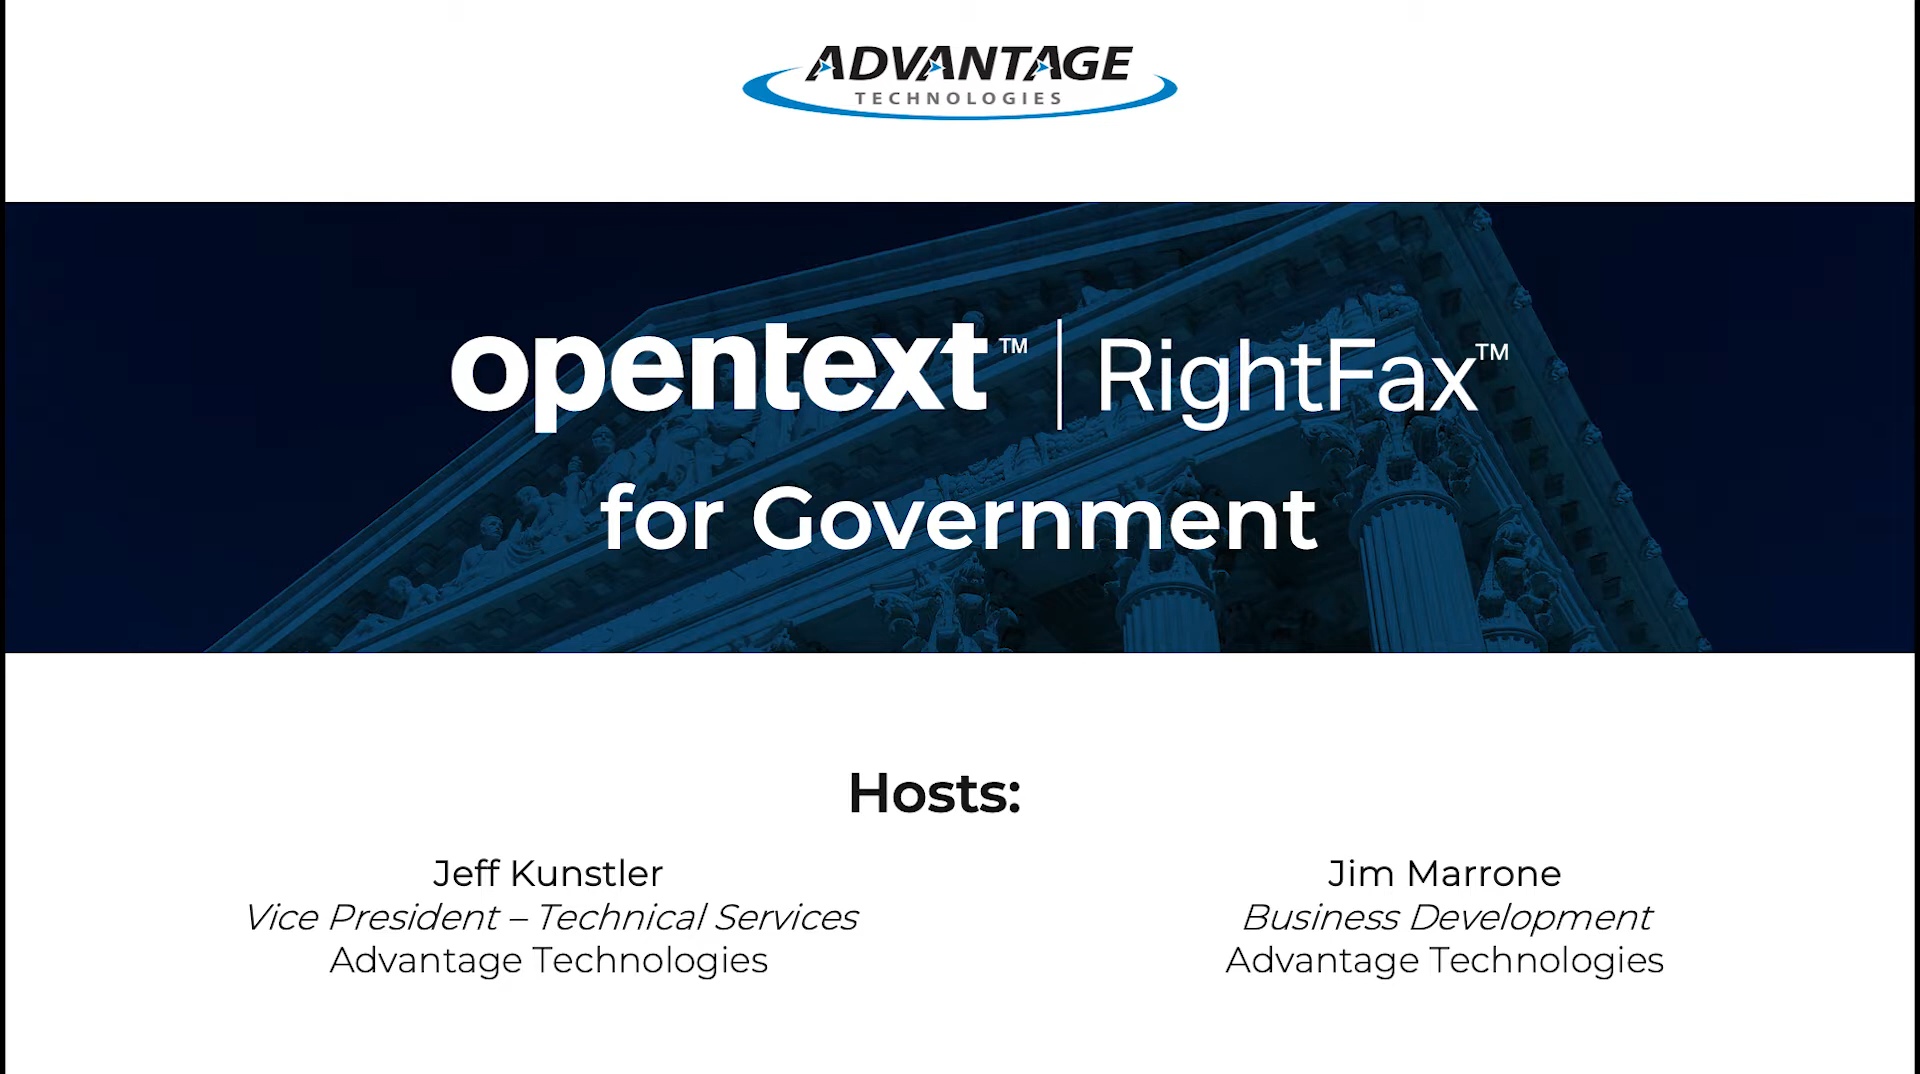 ADVANTAGE
TECHNOLOGIES
opentext™ | RightFax™
for Government
Hosts:
Jeff Kunstler
Vice President – Technical Services
Advantage Technologies
Jim Marrone
Business Development
Advantage Technologies